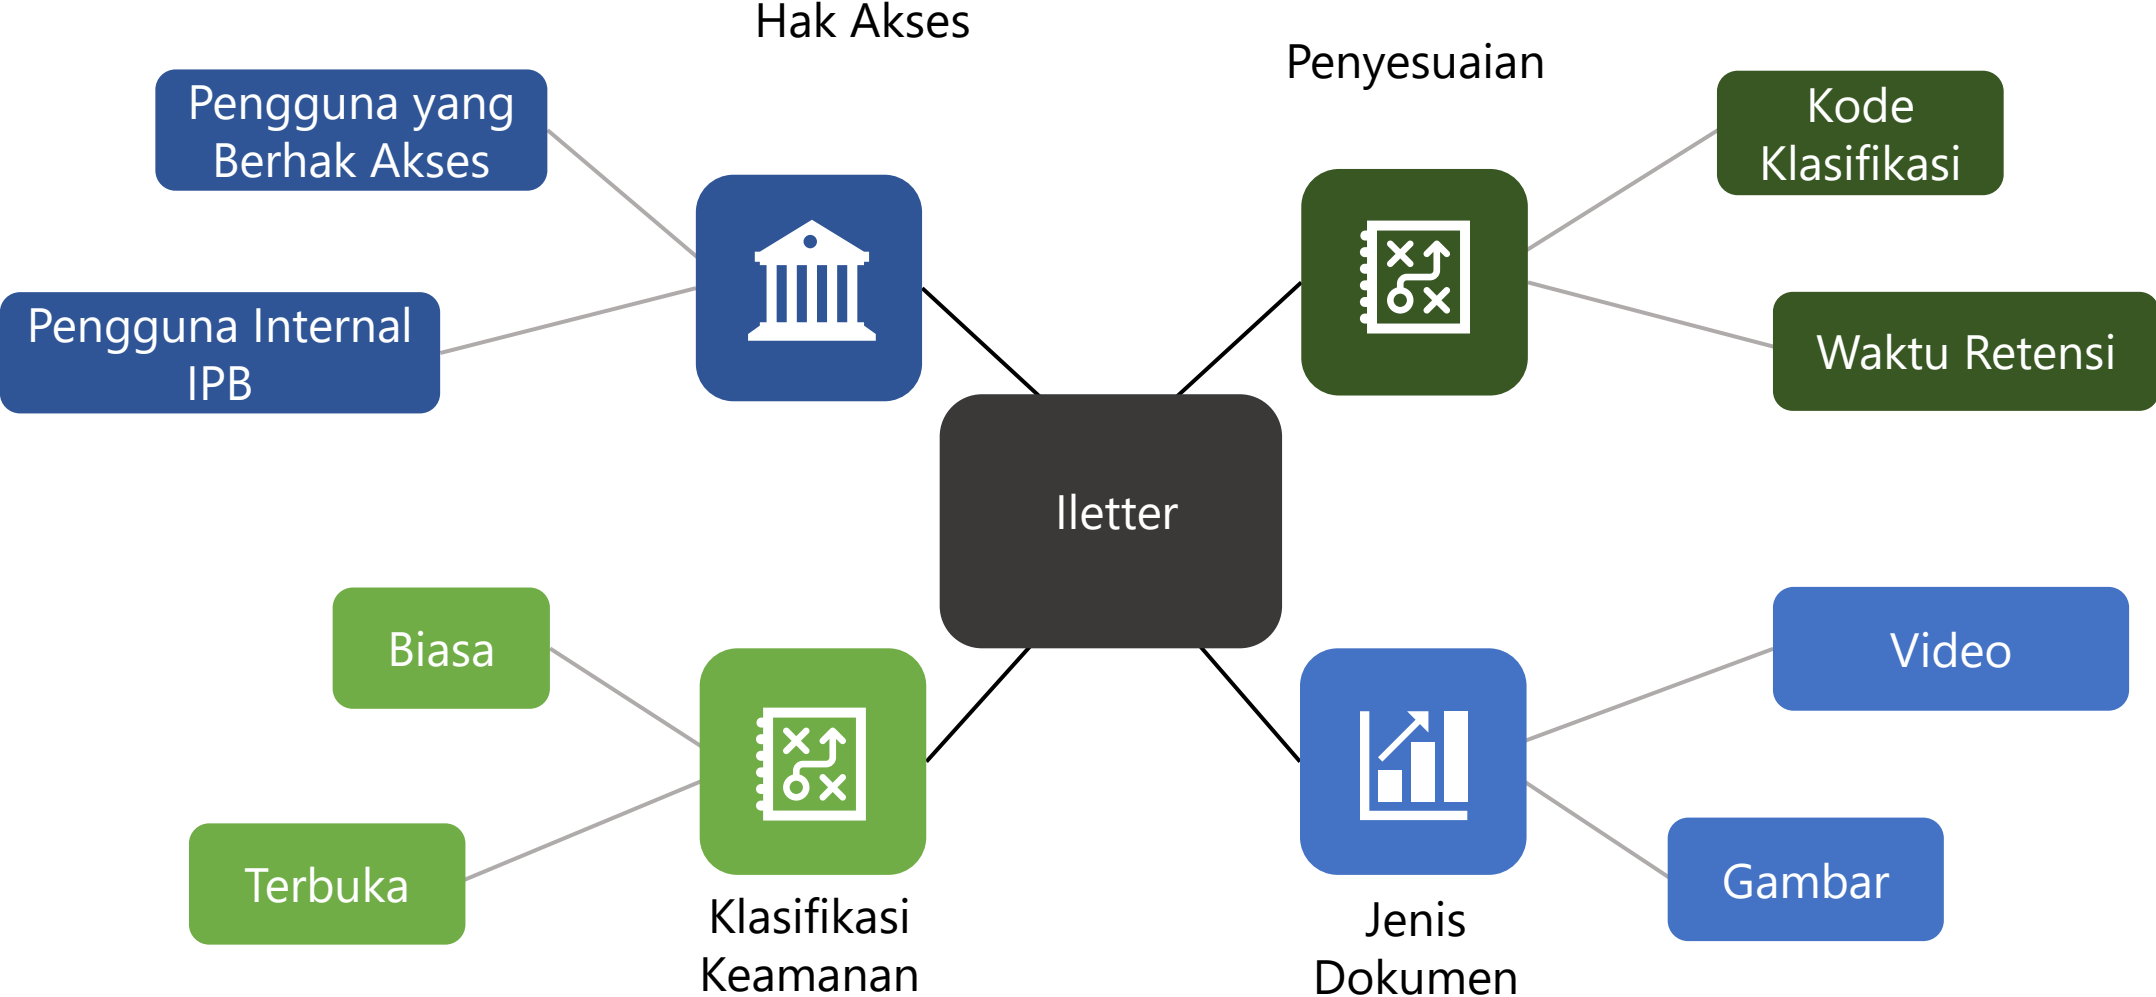 Hak Akses
Penyesuaian
Pengguna yang
Berhak Akses
Kode
Klasifikasi
Pengguna Internal
IPB
Waktu Retensi
Iletter
Biasa
Video
Terbuka
Gambar
Klasifikasi
Keamanan
Jenis
Dokumen